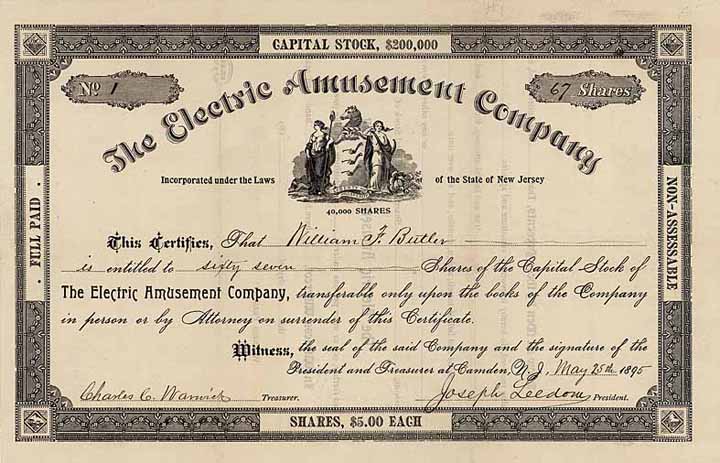 CAPITAL STOCK, $200,000
No 1
67 Shares
The Electric Amusement Company
Incorporated under the Laws of the State of New Jersey
40,000 SHARES
FULL PAID
NON-ASSESSABLE
This Certifies, That William F. Butler
is entitled to sixty seven Shares of the Capital Stock of
The Electric Amusement Company, transferable only upon the books of the Company
in person or by Attorney on surrender of this Certificate.
Witness, the seal of the said Company and the signature of the
President and Treasurer at Camden, N. J. May 25th 1895
Charles C. Warwick Treasurer. Joseph Leedom President.
SHARES, $5.00 EACH